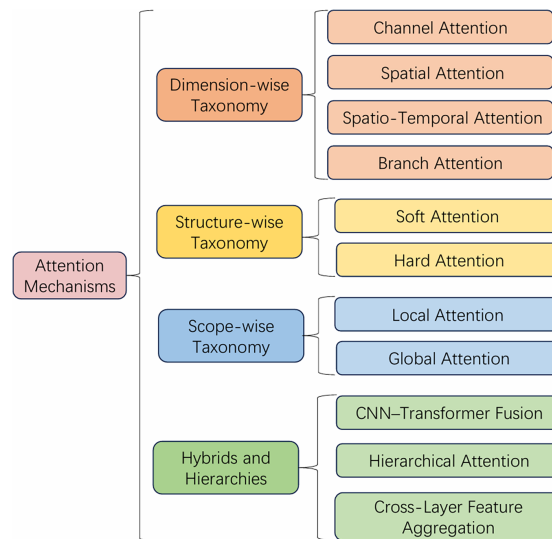 Attention
Mechanisms
Dimension-wise
Taxonomy
Channel Attention
Spatial Attention
Spatio-Temporal Attention
Branch Attention
Structure-wise
Taxonomy
Soft Attention
Hard Attention
Scope-wise
Taxonomy
Local Attention
Global Attention
Hybrids and
Hierarchies
CNN–Transformer Fusion
Hierarchical Attention
Cross-Layer Feature
Aggregation